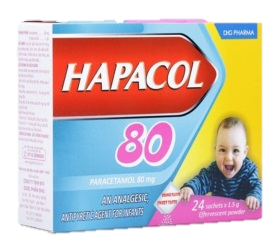 DHG PHARMA
HAPACOL
80
PARACETAMOL 80 mg
AN ANALGESIC,
ANTIPYRETIC AGENT FOR INFANTS
24 sachets x 1.5 g
Effervescent powder